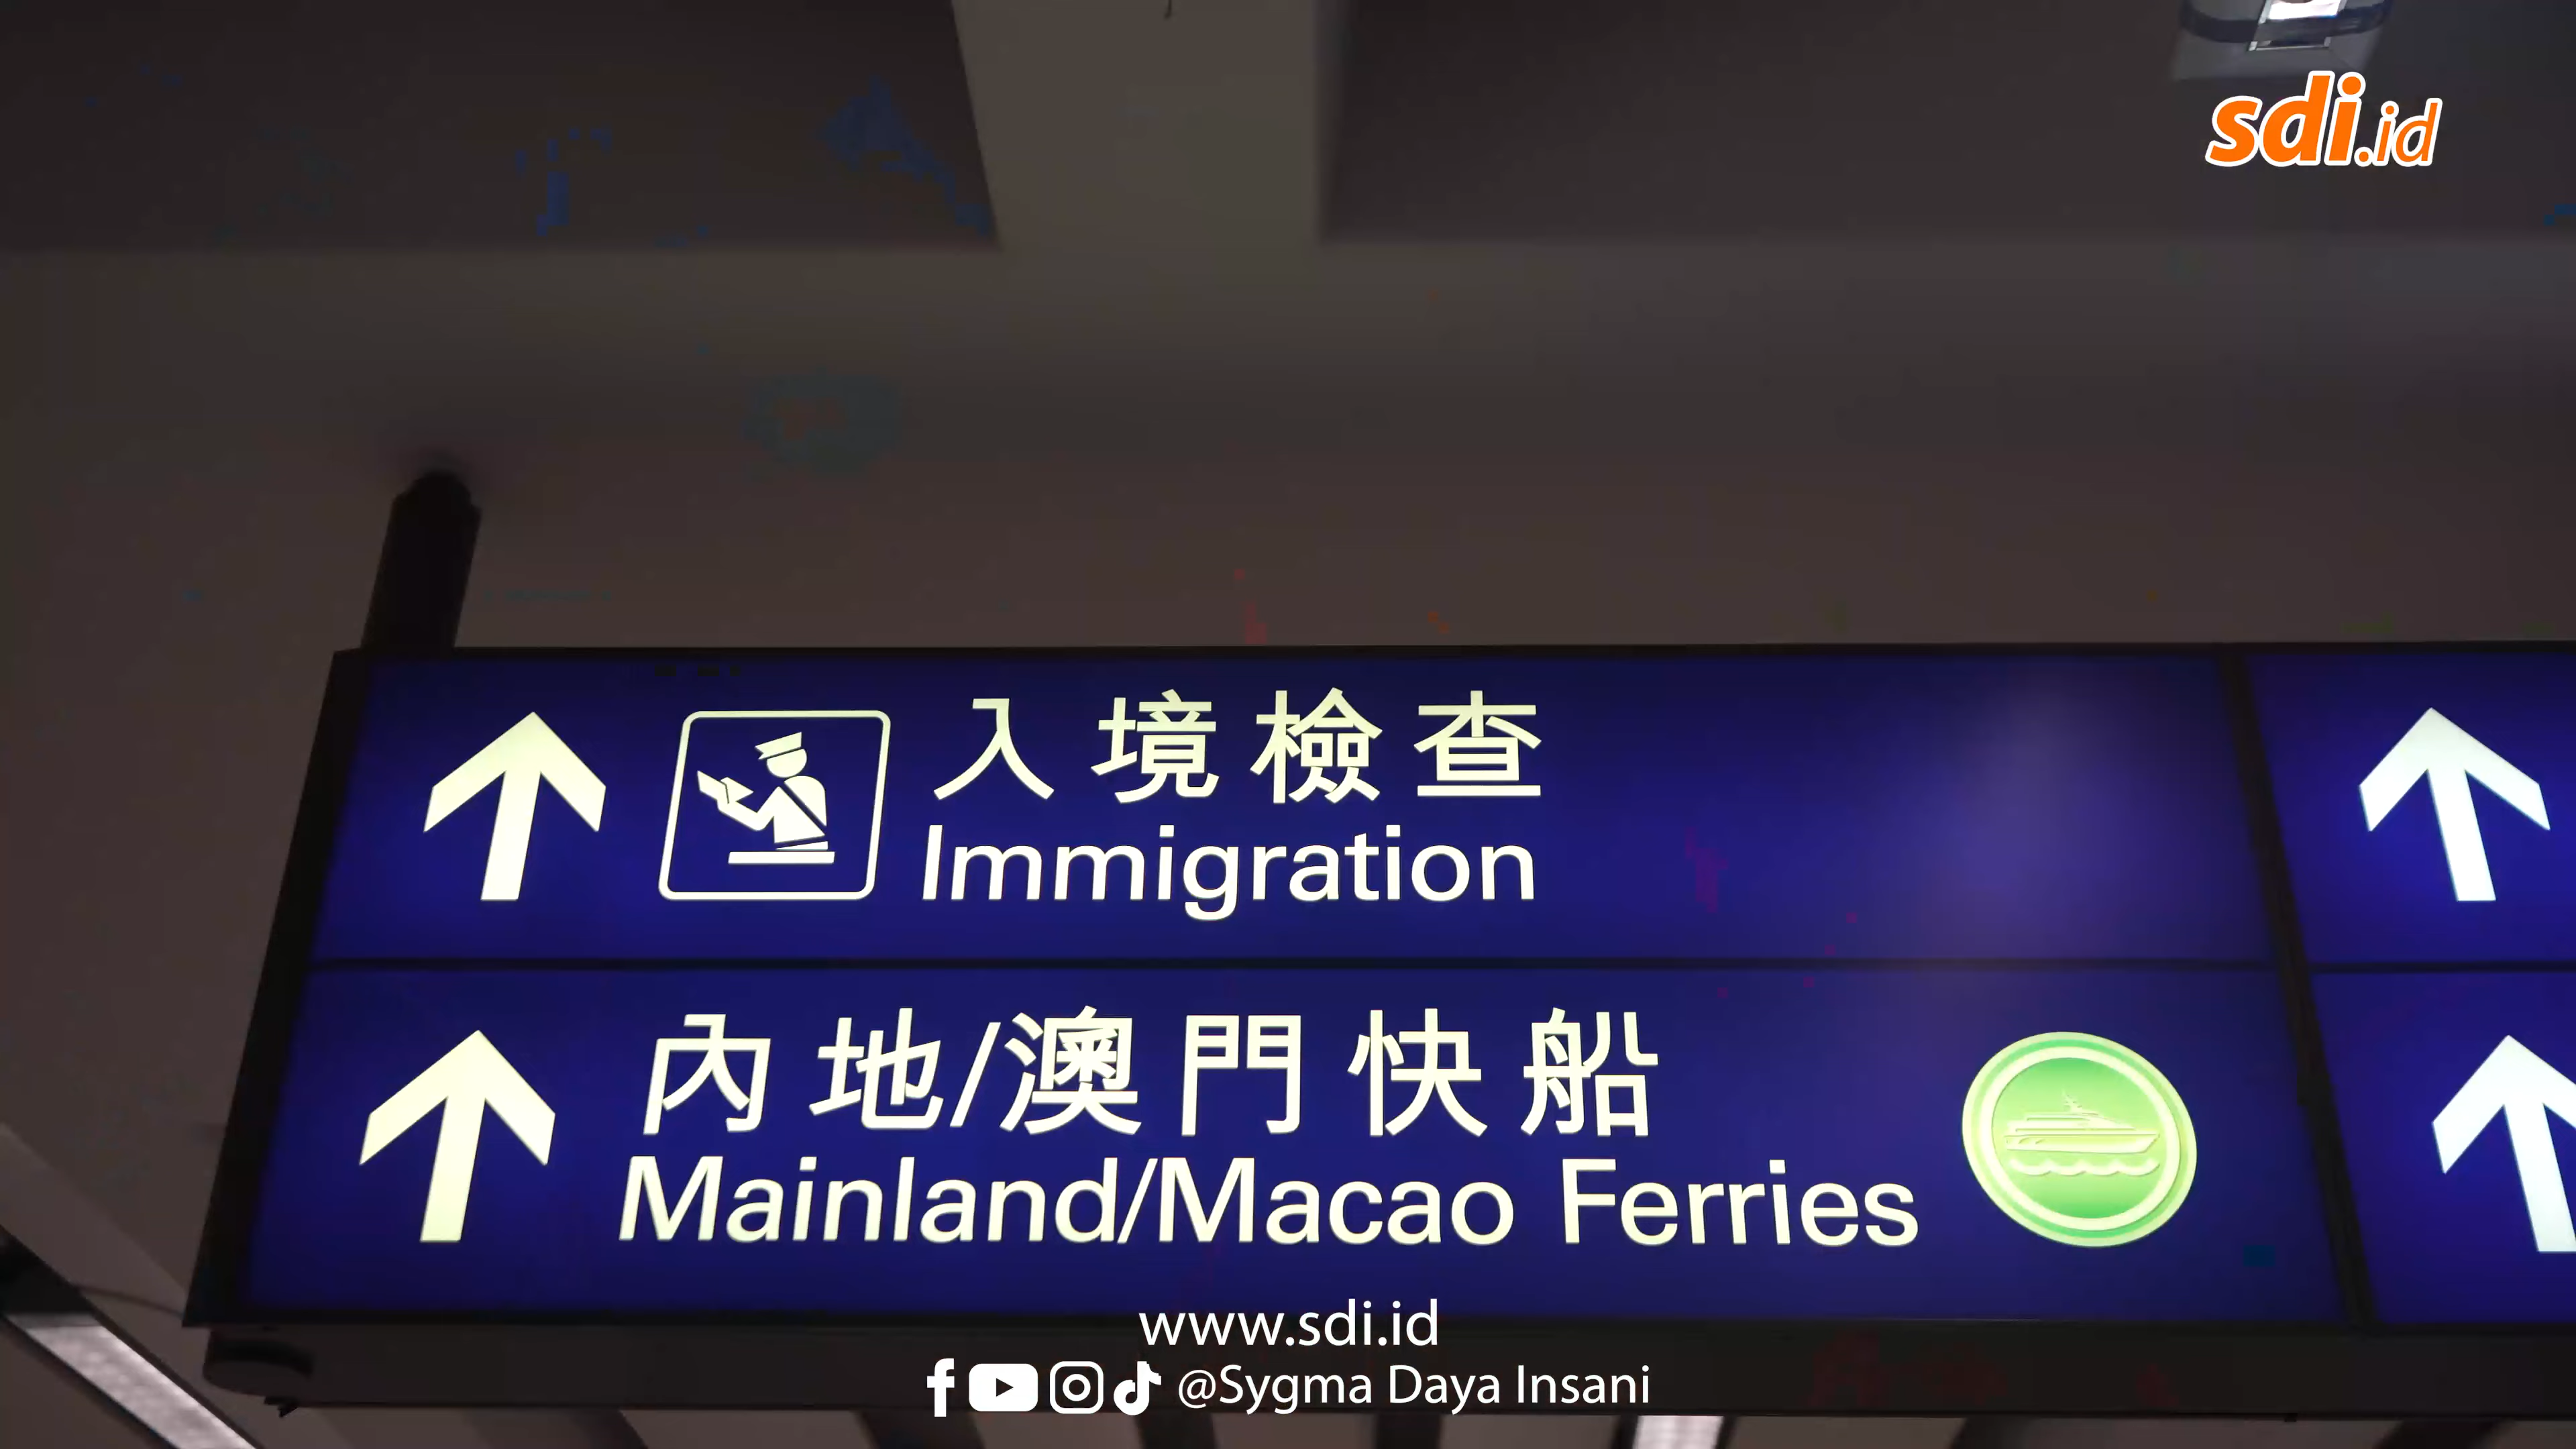 sdi.id
入境檢查
Immigration
內地/澳門快船
Mainland/Macao Ferries
www.sdi.id
@Sygma Daya Insani